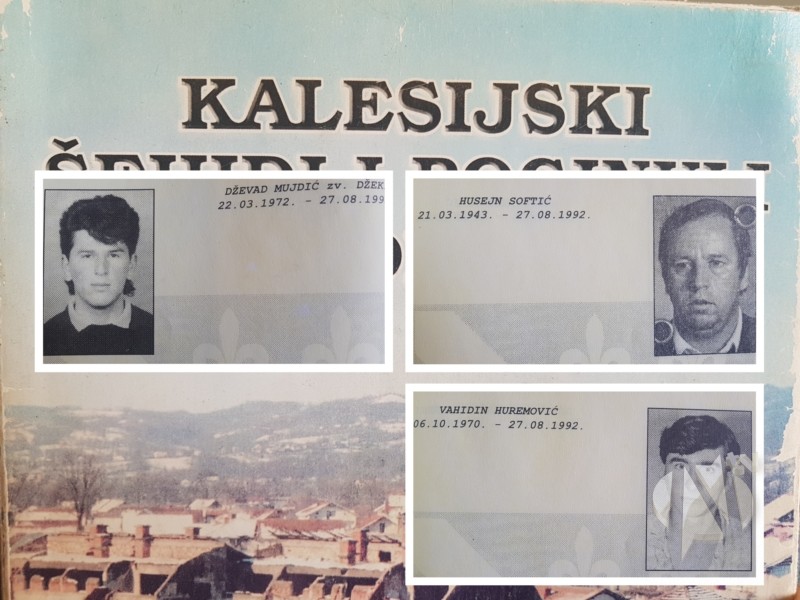 KALESIJSKI
DŽEVAD MUJDIĆ zv. DŽEK
22.03.1972. - 27.08.199
HUSEJN SOFTIĆ
21.03.1943. - 27.08.1992.
VAHIDIN HUREMOVIĆ
06.10.1970. - 27.08.1992.